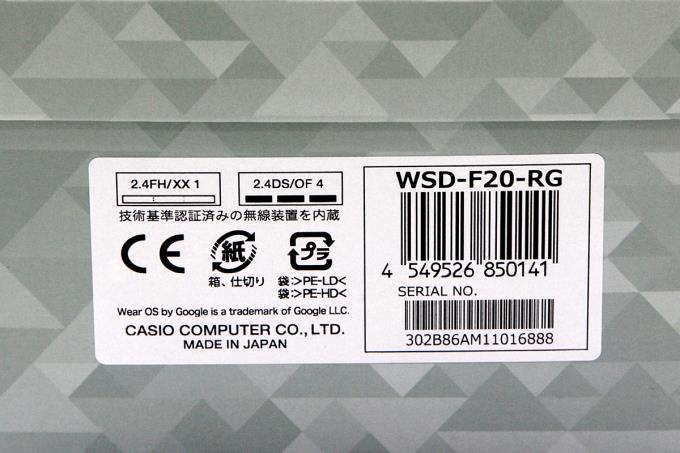 2.4FH/XX 1
2.4DS/OF 4
技術基準認証済みの無線装置を内蔵
CE
紙
プラ
箱、仕切り
袋:>PE-LD<
袋:>PE-HD<
Wear OS by Google is a trademark of Google LLC.
CASIO COMPUTER CO., LTD.
MADE IN JAPAN
WSD-F20-RG
4 549526 850141
SERIAL NO.
302B86AM11016888